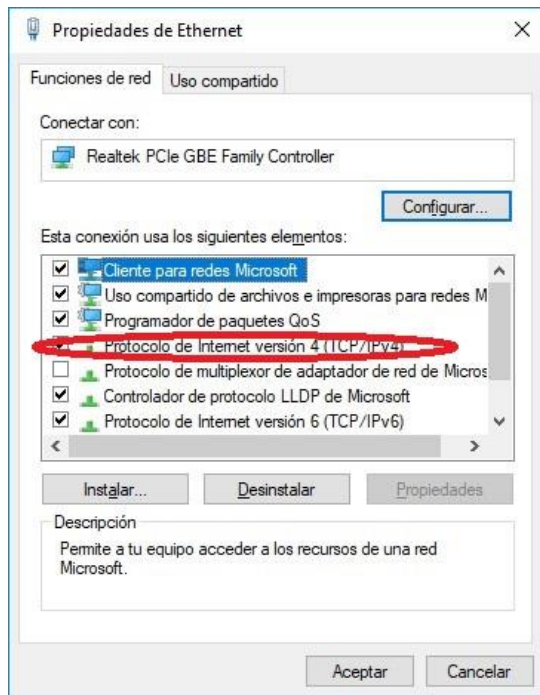 Propiedades de Ethernet
Funciones de red
Uso compartido
Conectar con:
Realtek PCIe GBE Family Controller
Configurar...
Esta conexión usa los siguientes elementos:
Cliente para redes Microsoft
Uso compartido de archivos e impresoras para redes M
Programador de paquetes QoS
Protocolo de Internet versión 4 (TCP/IPv4)
Protocolo de multiplexor de adaptador de red de Micros
Controlador de protocolo LLDP de Microsoft
Protocolo de Internet versión 6 (TCP/IPv6)
Instalar...
Desinstalar
Propiedades
Descripción
Permite a tu equipo acceder a los recursos de una red
Microsoft.
Aceptar
Cancelar